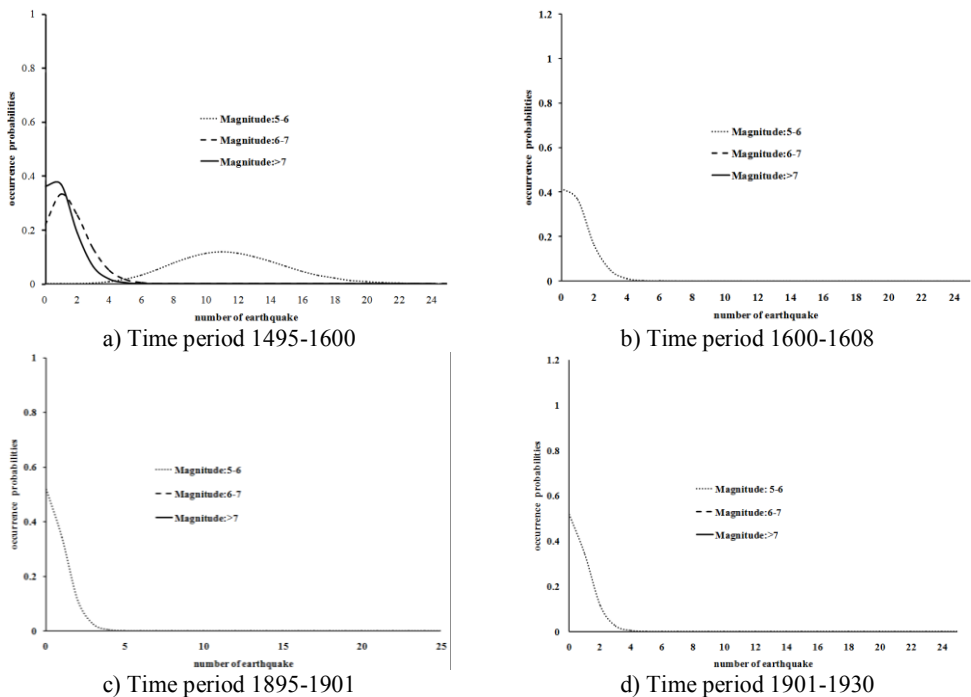 1
0.8
0.6
0.4
0.2
0
occurrence probabilities
Magnitude:5-6
Magnitude:6-7
Magnitude:>7
0 2 4 6 8 10 12 14 16 18 20 22 24
number of earthquake
a) Time period 1495-1600
1.2
1
0.8
0.6
0.4
0.2
0
occurrence probabilities
Magnitude:5-6
Magnitude:6-7
Magnitude:>7
0 2 4 6 8 10 12 14 16 18 20 22 24
number of earthquake
b) Time period 1600-1608
1
0.8
0.6
0.4
0.2
0
occurrence probabilities
Magnitude:5-6
Magnitude:6-7
Magnitude:>7
0 5 10 15 20 25
number of earthquake
c) Time period 1895-1901
1.2
1
0.8
0.6
0.4
0.2
0
occurrence probabilities
Magnitude: 5-6
Magnitude:6-7
Magnitude:>7
0 2 4 6 8 10 12 14 16 18 20 22 24
number of earthquake
d) Time period 1901-1930